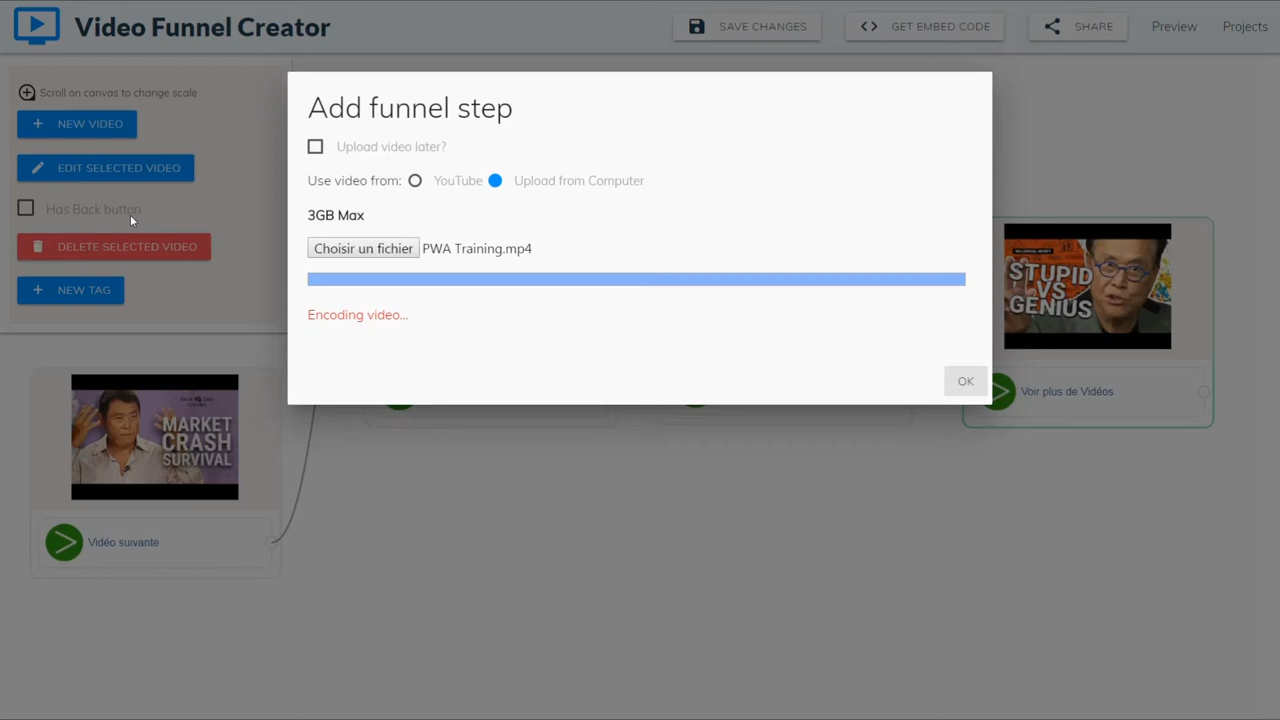 Video Funnel Creator
SAVE CHANGES
GET EMBED CODE
SHARE
Preview
Projects
Scroll on canvas to change scale
NEW VIDEO
EDIT SELECTED VIDEO
Has Back button
DELETE SELECTED VIDEO
NEW TAG
Add funnel step
Upload video later?
Use video from: YouTube Upload from Computer
3GB Max
Choisir un fichier PWA Training.mp4
Encoding video...
OK
STUPID
VS
GENIUS
Voir plus de Vidéos
MARKET
CRASH
SURVIVAL
Vidéo suivante